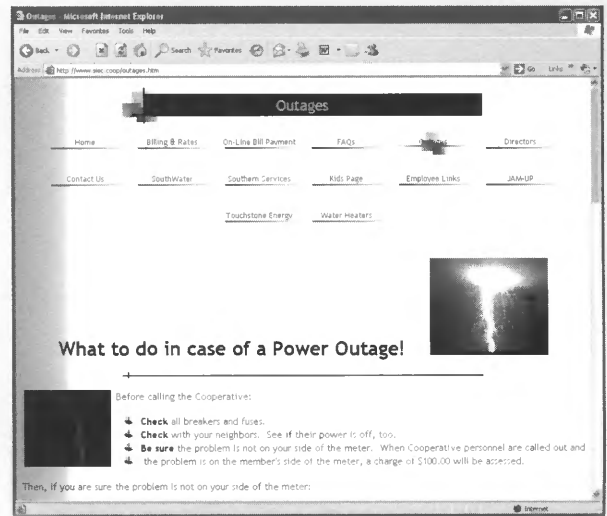 Outages - Microsoft Internet Explorer
File Edit View Favorites Tools Help
Back Search Favorites
Address http://www.siec.coop/outages.htm Go Links
Outages
Home Billing & Rates On-Line Bill Payment FAQs Directors
Contact Us SouthWater Southern Services Kids Page Employee Links JAM-UP
Touchstone Energy Water Heaters
What to do in case of a Power Outage!
Before calling the Cooperative:
Check all breakers and fuses.
Check with your neighbors. See if their power is off, too.
Be sure the problem is not on your side of the meter. When Cooperative personnel are called out and
the problem is on the member's side of the meter, a charge of $100.00 will be assessed.
Then, if you are sure the problem is not on your side of the meter:
Internet